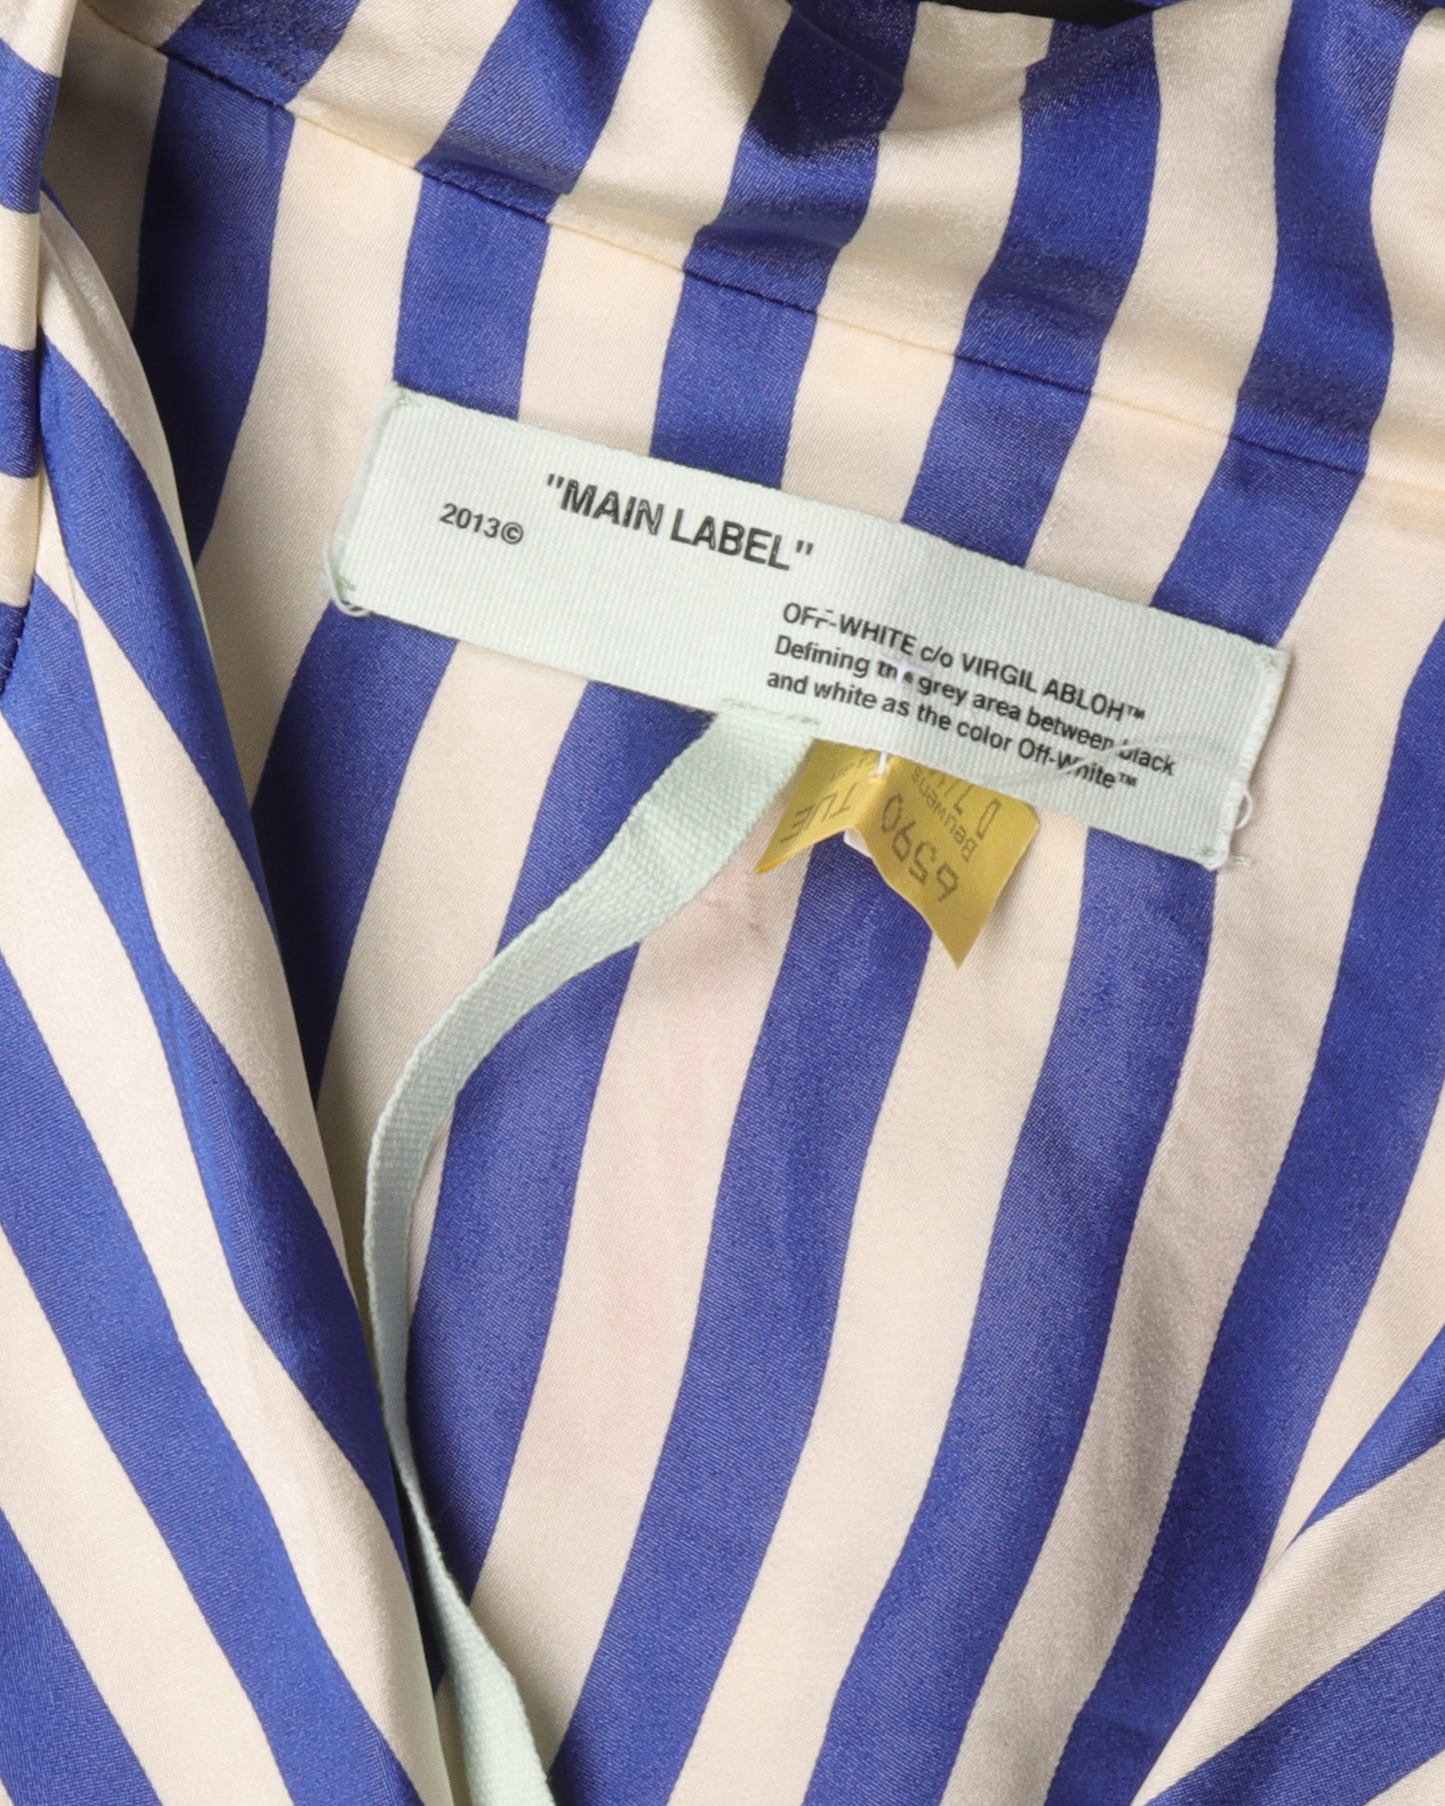 "MAIN LABEL"
2013©
OFF-WHITE c/o VIRGIL ABLOH™
Defining the grey area between black
and white as the color Off-White™
TUE
6590